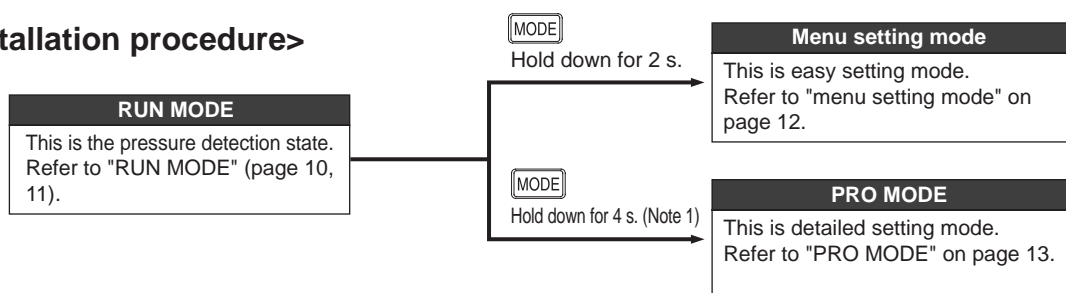 tallation procedure>
RUN MODE
This is the pressure detection state.
Refer to "RUN MODE" (page 10,
11).
MODE
Hold down for 2 s.
Menu setting mode
This is easy setting mode.
Refer to "menu setting mode" on
page 12.
MODE
Hold down for 4 s. (Note 1)
PRO MODE
This is detailed setting mode.
Refer to "PRO MODE" on page 13.